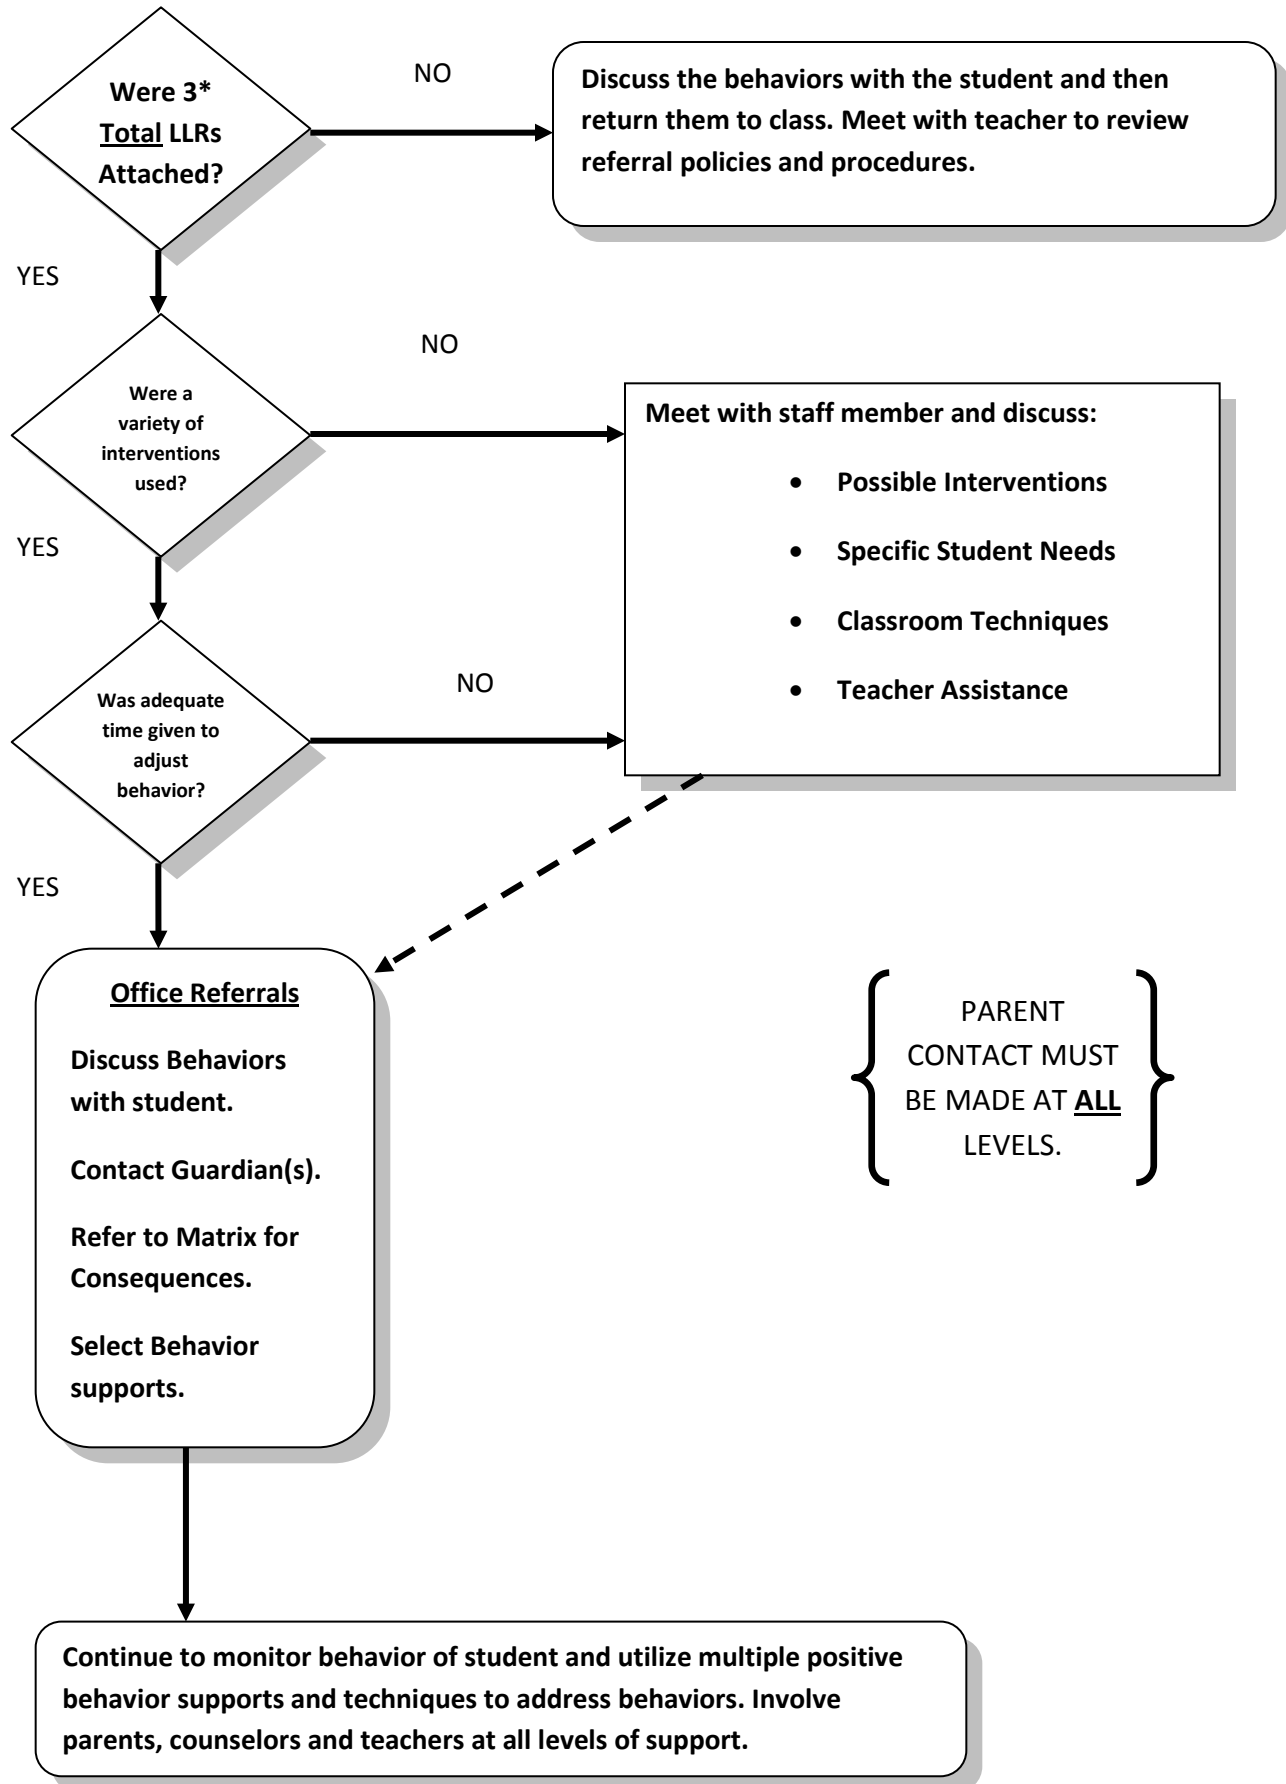 Were 3*
Total LLRs
Attached?
NO
Discuss the behaviors with the student and then
return them to class. Meet with teacher to review
referral policies and procedures.
YES
Were a
variety of
interventions
used?
NO
Meet with staff member and discuss:
• Possible Interventions
• Specific Student Needs
• Classroom Techniques
• Teacher Assistance
YES
Was adequate
time given to
adjust
behavior?
NO
YES
Office Referrals
Discuss Behaviors
with student.
Contact Guardian(s).
Refer to Matrix for
Consequences.
Select Behavior
supports.
PARENT
CONTACT MUST
BE MADE AT ALL
LEVELS.
Continue to monitor behavior of student and utilize multiple positive
behavior supports and techniques to address behaviors. Involve
parents, counselors and teachers at all levels of support.